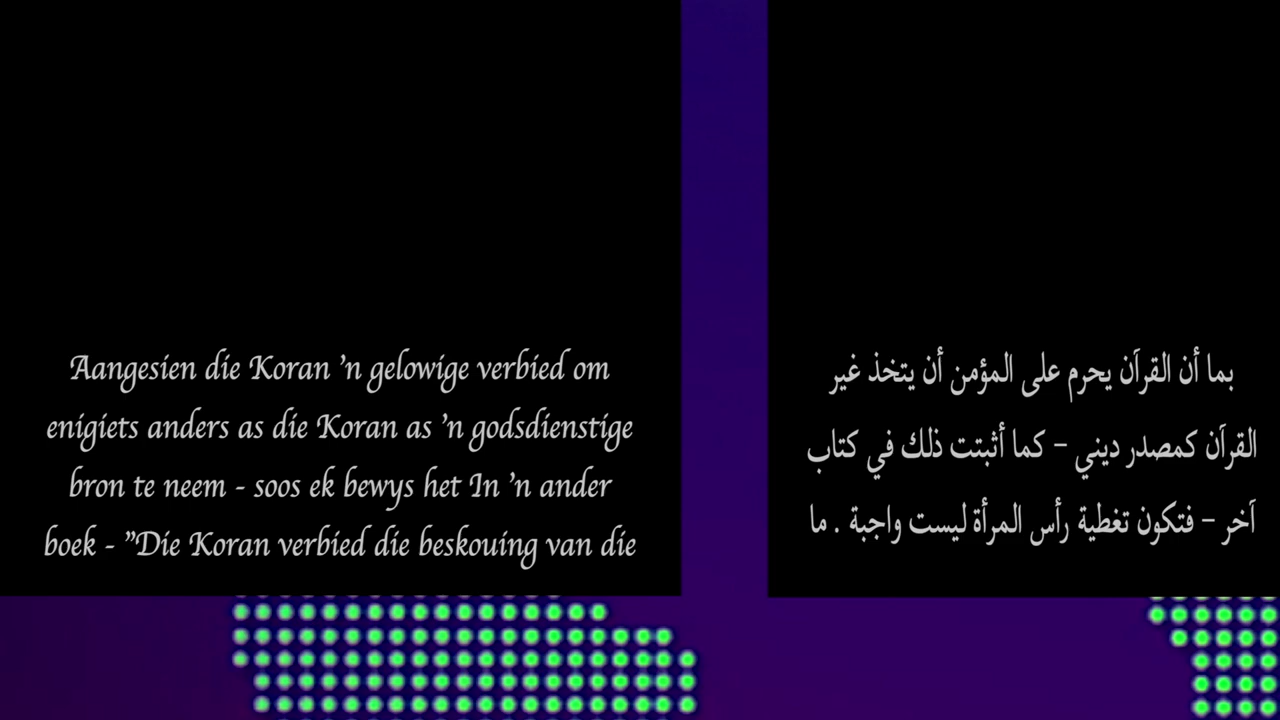 Aangesien die Koran 'n gelowige verbied om
enigiets anders as die Koran as 'n godsdienstige
bron te neem - soos ek bewys het In 'n ander
boek - "Die Koran verbied die beskouing van die
بما أن القرآن يحرم على المؤمن أن يتخذ غير
القرآن كمصدر ديني – كما أثبتت ذلك في كتاب
آخر – فتكون تغطية رأس المرأة ليست واجبة . ما